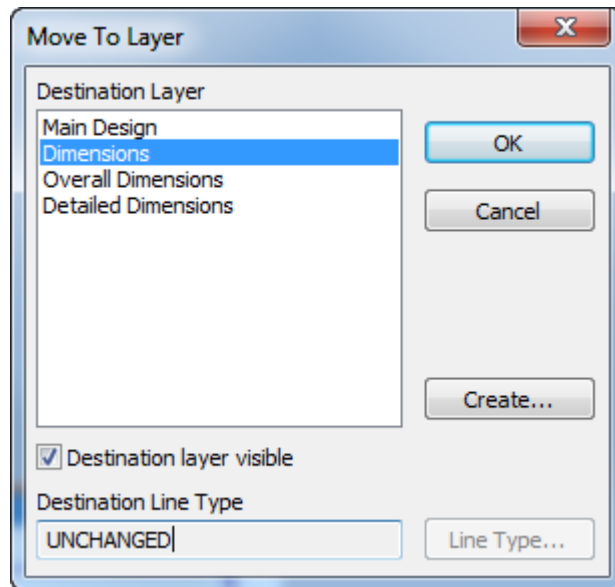 Move To Layer
Destination Layer
Main Design
Dimensions
Overall Dimensions
Detailed Dimensions
OK
Cancel
Create...
Destination layer visible
Destination Line Type
UNCHANGED
Line Type...